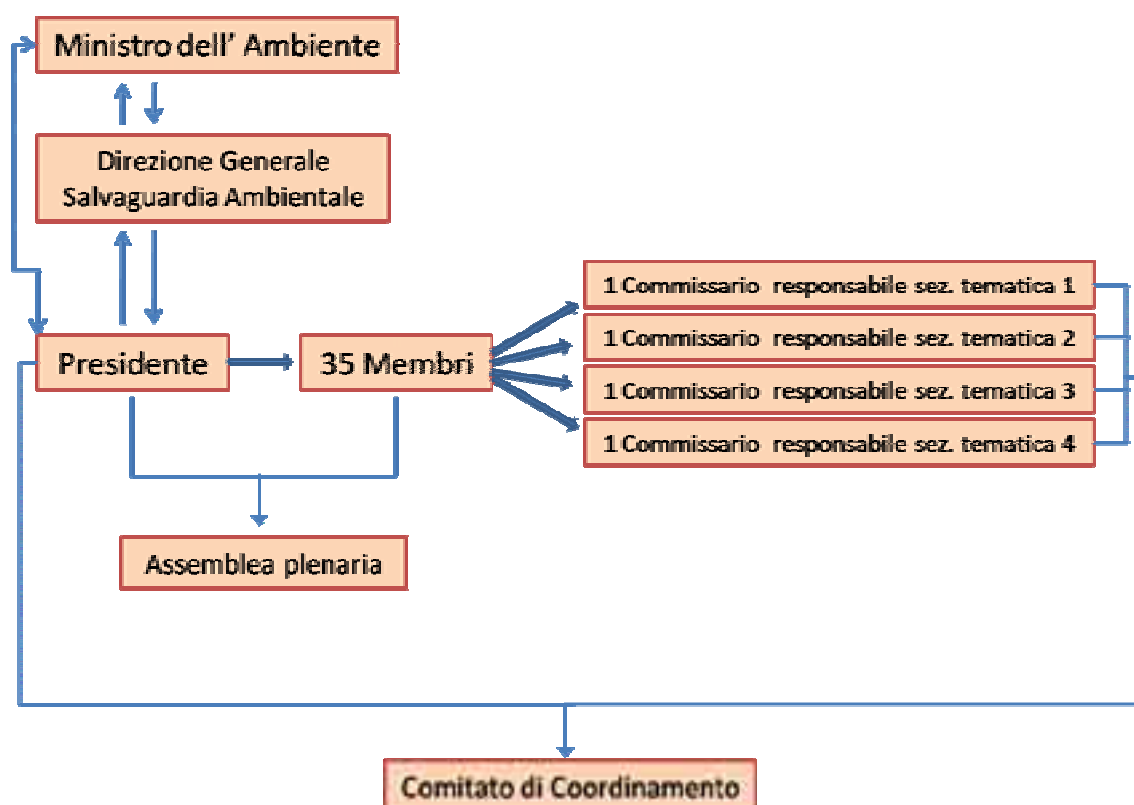 Ministro dell' Ambiente
Direzione Generale
Salvaguardia Ambientale
Presidente
35 Membri
1 Commissario responsabile sez. tematica 1
1 Commissario responsabile sez. tematica 2
1 Commissario responsabile sez. tematica 3
1 Commissario responsabile sez. tematica 4
Assemblea plenaria
Comitato di Coordinamento